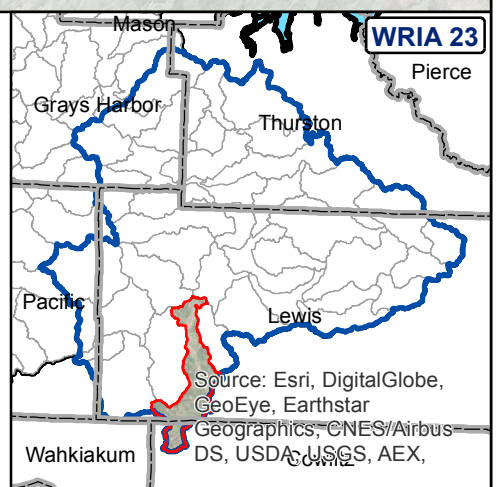 Mason
WRIA 23
Pierce
Grays Harbor
Thurston
Pacific
Lewis
Source: Esri, DigitalGlobe,
GeoEye, Earthstar
Geographics, CNES/Airbus
DS, USDA, USGS, AEX,
Cowlitz
Wahkiakum